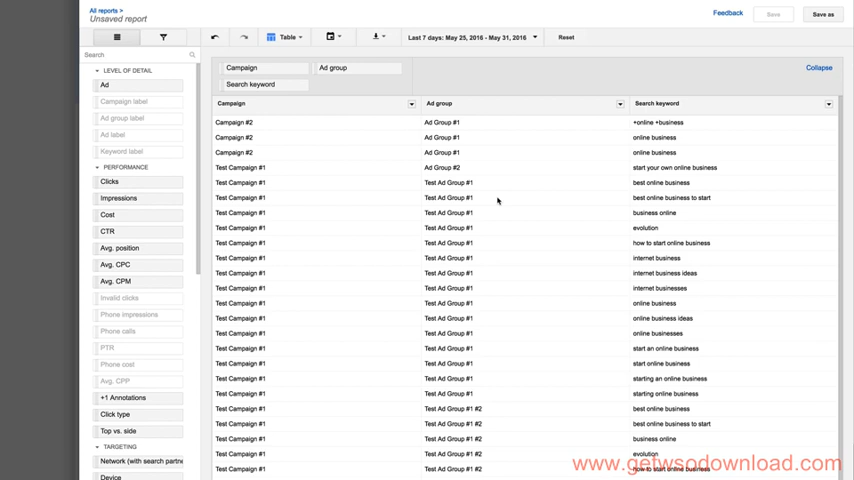 All reports >
Unsaved report
Feedback
Save
Save as
Table
Last 7 days: May 25, 2016 - May 31, 2016
Reset
Search
LEVEL OF DETAIL
Ad
Campaign label
Ad group label
Ad label
Keyword label
PERFORMANCE
Clicks
Impressions
Cost
CTR
Avg. position
Avg. CPC
Avg. CPM
Invalid clicks
Phone impressions
Phone calls
PTR
Phone cost
Avg. CPP
+1 Annotations
Click type
Top vs. side
TARGETING
Network (with search partne
Device
Campaign Ad group
Search keyword
Collapse
Campaign Ad group Search keyword
Campaign #2 Ad Group #1 +online +business
Campaign #2 Ad Group #1 online business
Campaign #2 Ad Group #1 online business
Test Campaign #1 Ad Group #2 start your own online business
Test Campaign #1 Test Ad Group #1 best online business
Test Campaign #1 Test Ad Group #1 best online business to start
Test Campaign #1 Test Ad Group #1 business online
Test Campaign #1 Test Ad Group #1 evolution
Test Campaign #1 Test Ad Group #1 how to start online business
Test Campaign #1 Test Ad Group #1 internet business
Test Campaign #1 Test Ad Group #1 internet business ideas
Test Campaign #1 Test Ad Group #1 internet businesses
Test Campaign #1 Test Ad Group #1 online business
Test Campaign #1 Test Ad Group #1 online business ideas
Test Campaign #1 Test Ad Group #1 online businesses
Test Campaign #1 Test Ad Group #1 start an online business
Test Campaign #1 Test Ad Group #1 start online business
Test Campaign #1 Test Ad Group #1 starting an online business
Test Campaign #1 Test Ad Group #1 starting online business
Test Campaign #1 Test Ad Group #1 #2 best online business
Test Campaign #1 Test Ad Group #1 #2 best online business to start
Test Campaign #1 Test Ad Group #1 #2 business online
Test Campaign #1 Test Ad Group #1 #2 evolution
Test Campaign #1 Test Ad Group #1 #2 how to start online business
www.getwsodownload.com